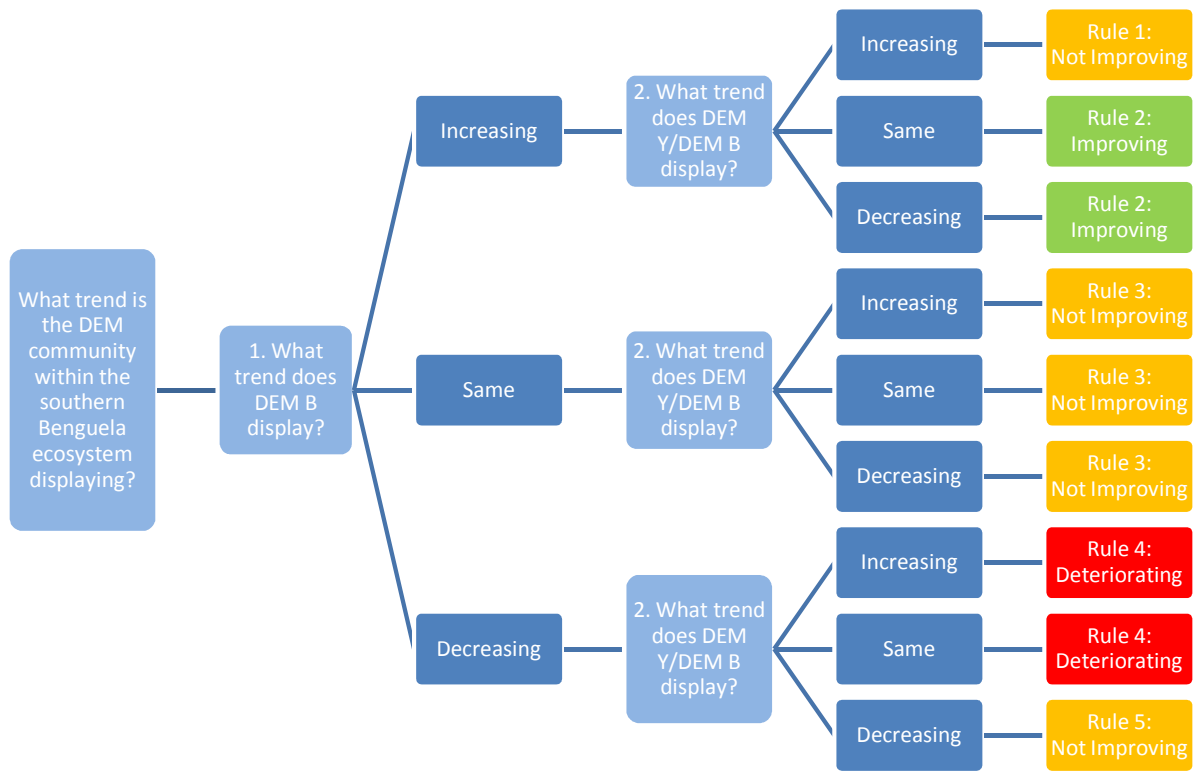 What trend is
the DEM
community
within the
southern
Benguela
ecosystem
displaying?
1. What
trend does
DEM B
display?
Increasing
2. What trend
does DEM
Y/DEM B
display?
Increasing
Rule 1:
Not Improving
Same
Rule 2:
Improving
Decreasing
Rule 2:
Improving
Same
2. What trend
does DEM
Y/DEM B
display?
Increasing
Rule 3:
Not Improving
Same
Rule 3:
Not Improving
Decreasing
Rule 3:
Not Improving
Decreasing
2. What trend
does DEM
Y/DEM B
display?
Increasing
Rule 4:
Deteriorating
Same
Rule 4:
Deteriorating
Decreasing
Rule 5:
Not Improving